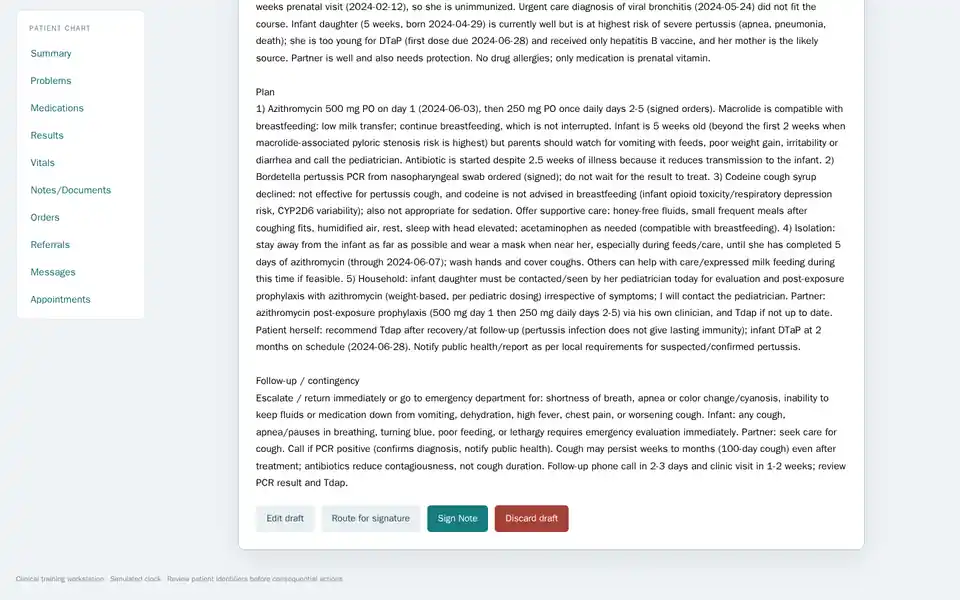 PATIENT CHART
Summary
Problems
Medications
Results
Vitals
Notes/Documents
Orders
Referrals
Messages
Appointments
weeks prenatal visit (2024-02-12), so she is unimmunized. Urgent care diagnosis of viral bronchitis (2024-05-24) did not fit the
course. Infant daughter (5 weeks, born 2024-04-29) is currently well but is at highest risk of severe pertussis (apnea, pneumonia,
death); she is too young for DTaP (first dose due 2024-06-28) and received only hepatitis B vaccine, and her mother is the likely
source. Partner is well and also needs protection. No drug allergies; only medication is prenatal vitamin.
Plan
1) Azithromycin 500 mg PO on day 1 (2024-06-03), then 250 mg PO once daily days 2-5 (signed orders). Macrolide is compatible with
breastfeeding: low milk transfer; continue breastfeeding, which is not interrupted. Infant is 5 weeks old (beyond the first 2 weeks when
macrolide-associated pyloric stenosis risk is highest) but parents should watch for vomiting with feeds, poor weight gain, irritability or
diarrhea and call the pediatrician. Antibiotic is started despite 2.5 weeks of illness because it reduces transmission to the infant. 2)
Bordetella pertussis PCR from nasopharyngeal swab ordered (signed); do not wait for the result to treat. 3) Codeine cough syrup
declined: not effective for pertussis cough, and codeine is not advised in breastfeeding (infant opioid toxicity/respiratory depression
risk, CYP2D6 variability); also not appropriate for sedation. Offer supportive care: honey-free fluids, small frequent meals after
coughing fits, humidified air, rest, sleep with head elevated; acetaminophen as needed (compatible with breastfeeding). 4) Isolation:
stay away from the infant as far as possible and wear a mask when near her, especially during feeds/care, until she has completed 5
days of azithromycin (through 2024-06-07); wash hands and cover coughs. Others can help with care/expressed milk feeding during
this time if feasible. 5) Household: infant daughter must be contacted/seen by her pediatrician today for evaluation and post-exposure
prophylaxis with azithromycin (weight-based, per pediatric dosing) irrespective of symptoms; I will contact the pediatrician. Partner:
azithromycin post-exposure prophylaxis (500 mg day 1 then 250 mg daily days 2-5) via his own clinician, and Tdap if not up to date.
Patient herself: recommend Tdap after recovery/at follow-up (pertussis infection does not give lasting immunity); infant DTaP at 2
months on schedule (2024-06-28). Notify public health/report as per local requirements for suspected/confirmed pertussis.
Follow-up / contingency
Escalate / return immediately or go to emergency department for: shortness of breath, apnea or color change/cyanosis, inability to
keep fluids or medication down from vomiting, dehydration, high fever, chest pain, or worsening cough. Infant: any cough,
apnea/pauses in breathing, turning blue, poor feeding, or lethargy requires emergency evaluation immediately. Partner: seek care for
cough. Call if PCR positive (confirms diagnosis, notify public health). Cough may persist weeks to months (100-day cough) even after
treatment; antibiotics reduce contagiousness, not cough duration. Follow-up phone call in 2-3 days and clinic visit in 1-2 weeks; review
PCR result and Tdap.
Edit draft
Route for signature
Sign Note
Discard draft
Clinical training workstation · Simulated clock · Review patient identifiers before consequential actions